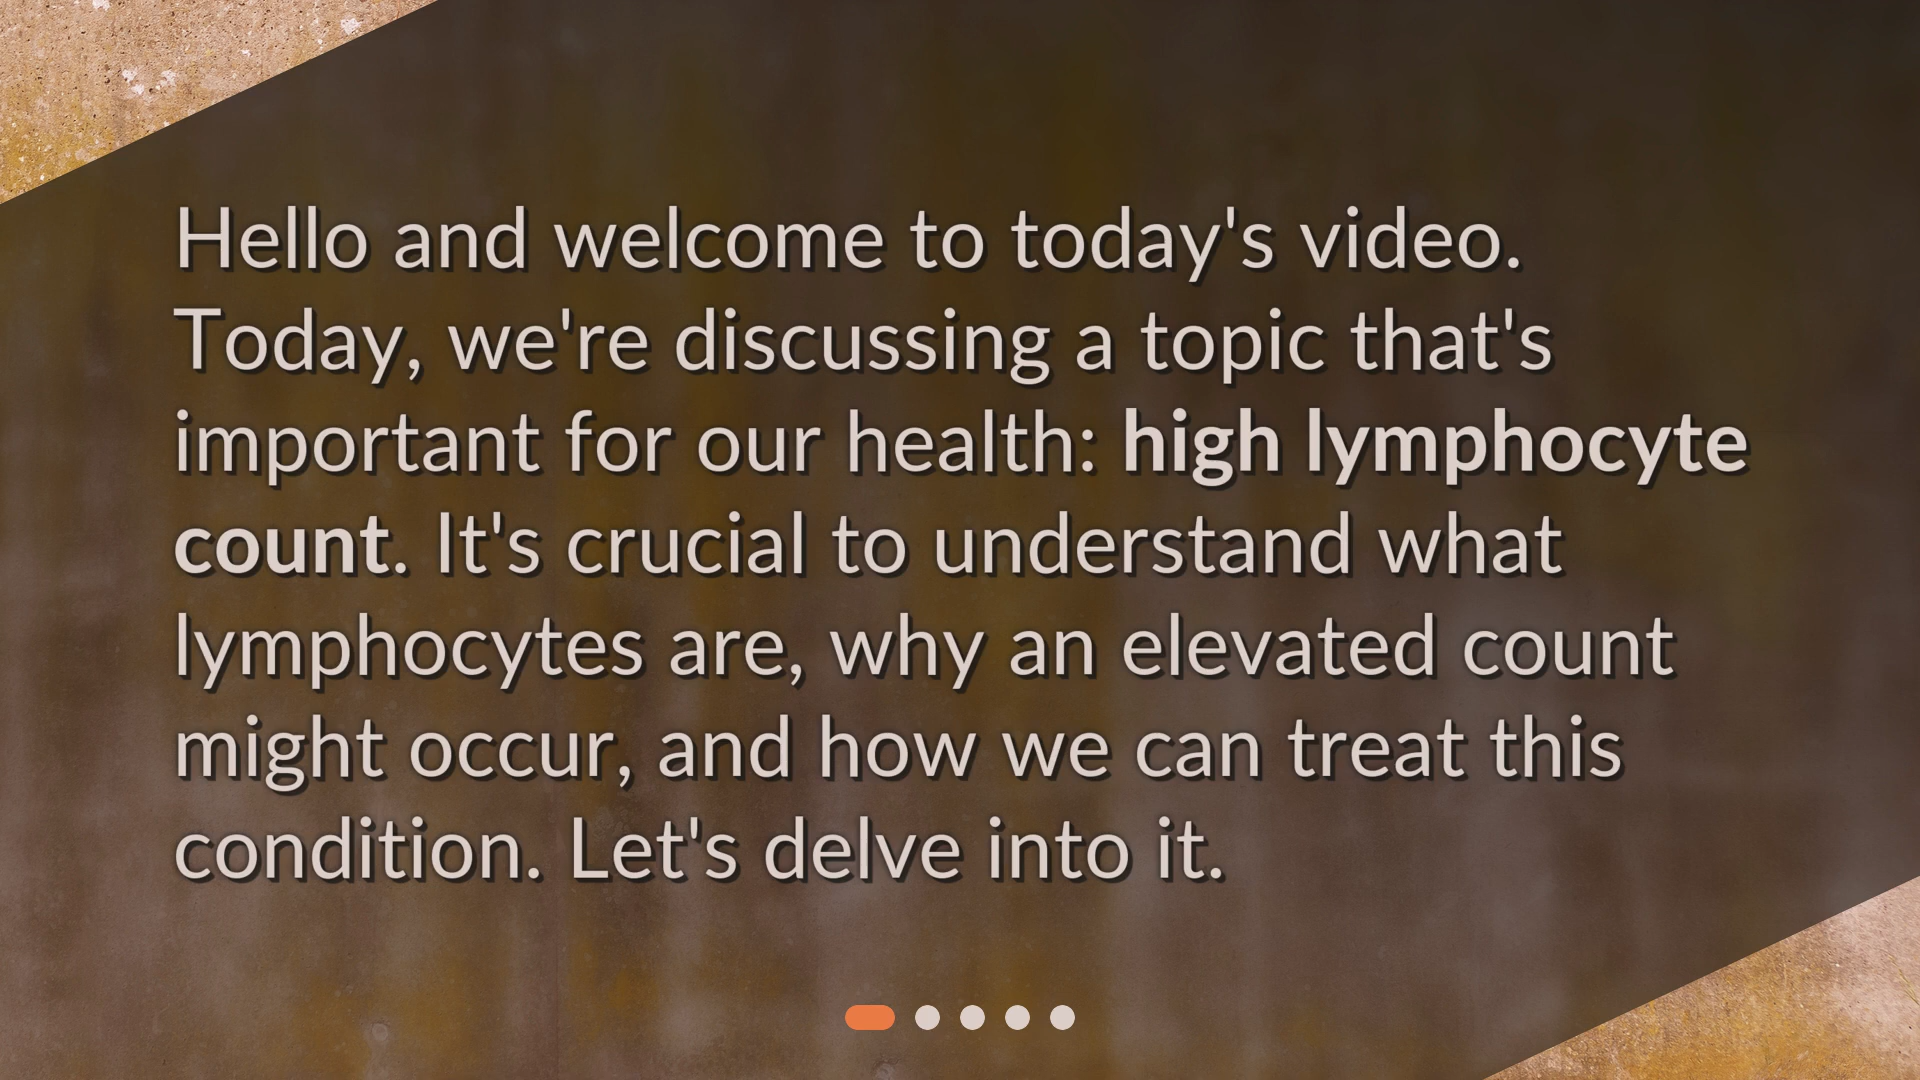 Hello and welcome to today's video.
Today, we're discussing a topic that's
important for our health: high lymphocyte
count. It's crucial to understand what
lymphocytes are, why an elevated count
might occur, and how we can treat this
condition. Let's delve into it.